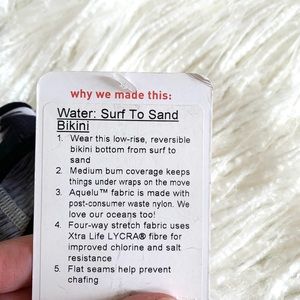 why we made this:
Water: Surf To Sand
Bikini
1. Wear this low-rise, reversible
bikini bottom from surf to
sand
2. Medium bum coverage keeps
things under wraps on the move
3. Aquelu™ fabric is made with
post-consumer waste nylon. We
love our oceans too!
4. Four-way stretch fabric uses
Xtra Life LYCRA® fibre for
improved chlorine and salt
resistance
5. Flat seams help prevent
chafing